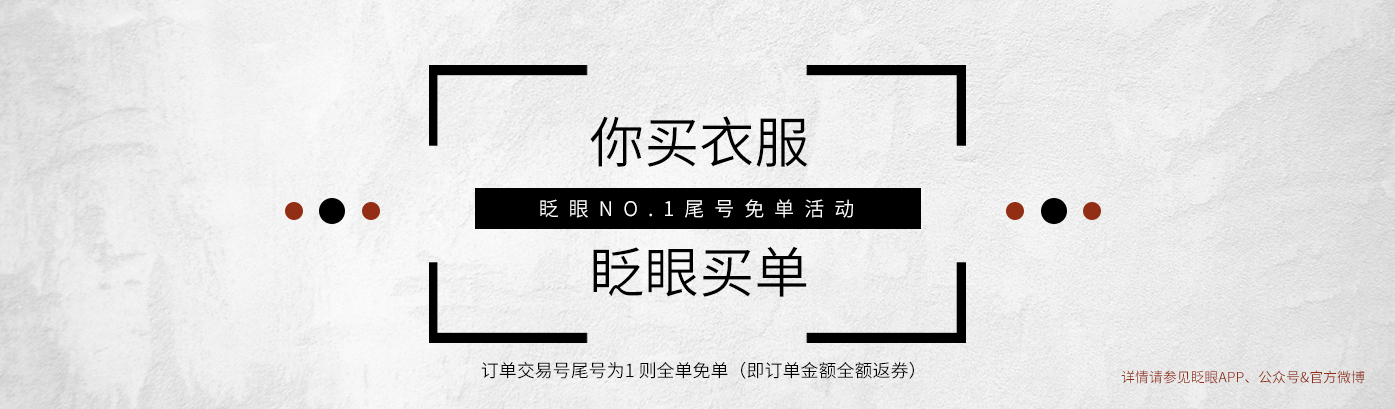 你买衣服
眨眼NO.1尾号免单活动
眨眼买单
订单交易号尾号为1 则全单免单（即订单金额全额返券）
详情请参见眨眼APP、公众号&官方微博